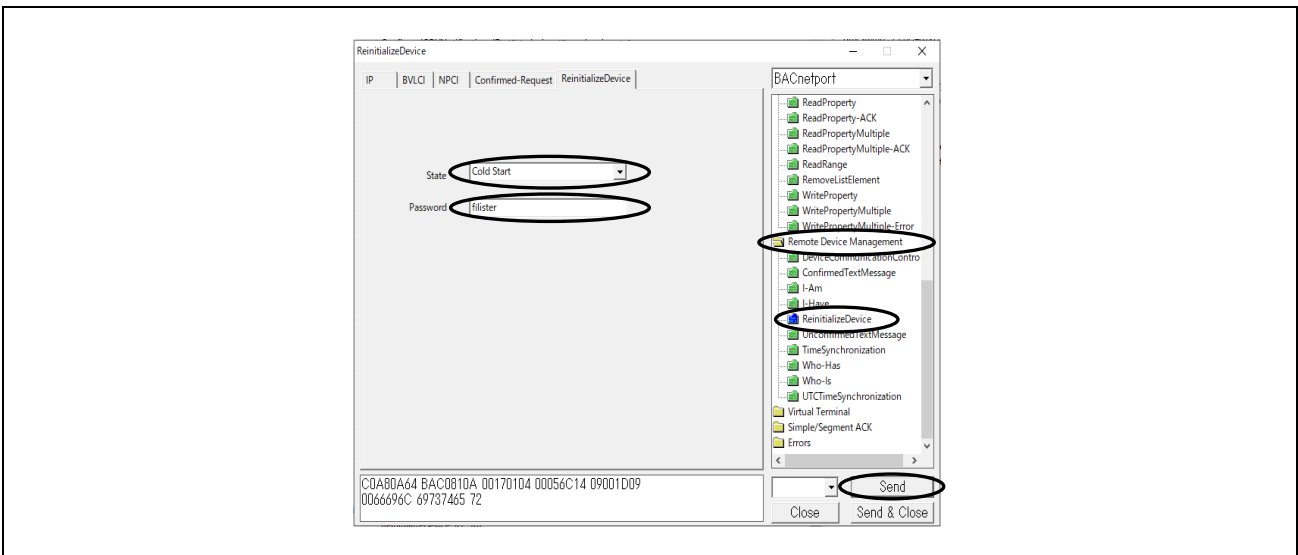 ReinitializeDevice
IP BVLCI NPCI Confirmed-Request ReinitializeDevice
State Cold Start
Password filister
C0A80A64 BAC0810A 00170104 00056C14 09001D09
0066696C 69737465 72
BACnetport
ReadProperty
ReadProperty-ACK
ReadPropertyMultiple
ReadPropertyMultiple-ACK
ReadRange
RemoveListElement
WriteProperty
WritePropertyMultiple
WritePropertyMultiple-Error
Remote Device Management
DeviceCommunicationContro
ConfirmedTextMessage
I-Am
I-Have
ReinitializeDevice
UnconfirmedTextMessage
TimeSynchronization
Who-Has
Who-Is
UTCTimeSynchronization
Virtual Terminal
Simple/Segment ACK
Errors
Send
Close Send & Close